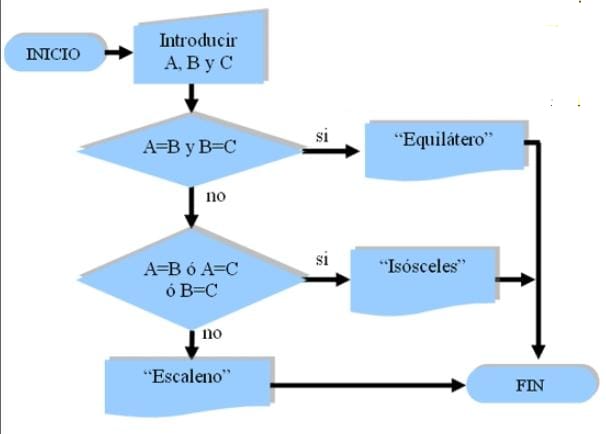 INICIO
Introducir
A, B y C
A=B y B=C
si
“Equilátero”
no
A=B ó A=C
ó B=C
si
“Isósceles”
no
“Escaleno”
FIN